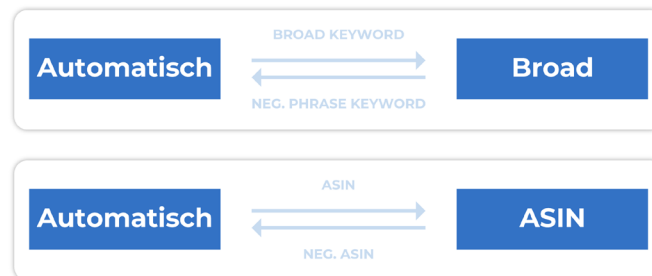 BROAD KEYWORD
Automatisch
Broad
NEG. PHRASE KEYWORD
ASIN
Automatisch
ASIN
NEG. ASIN